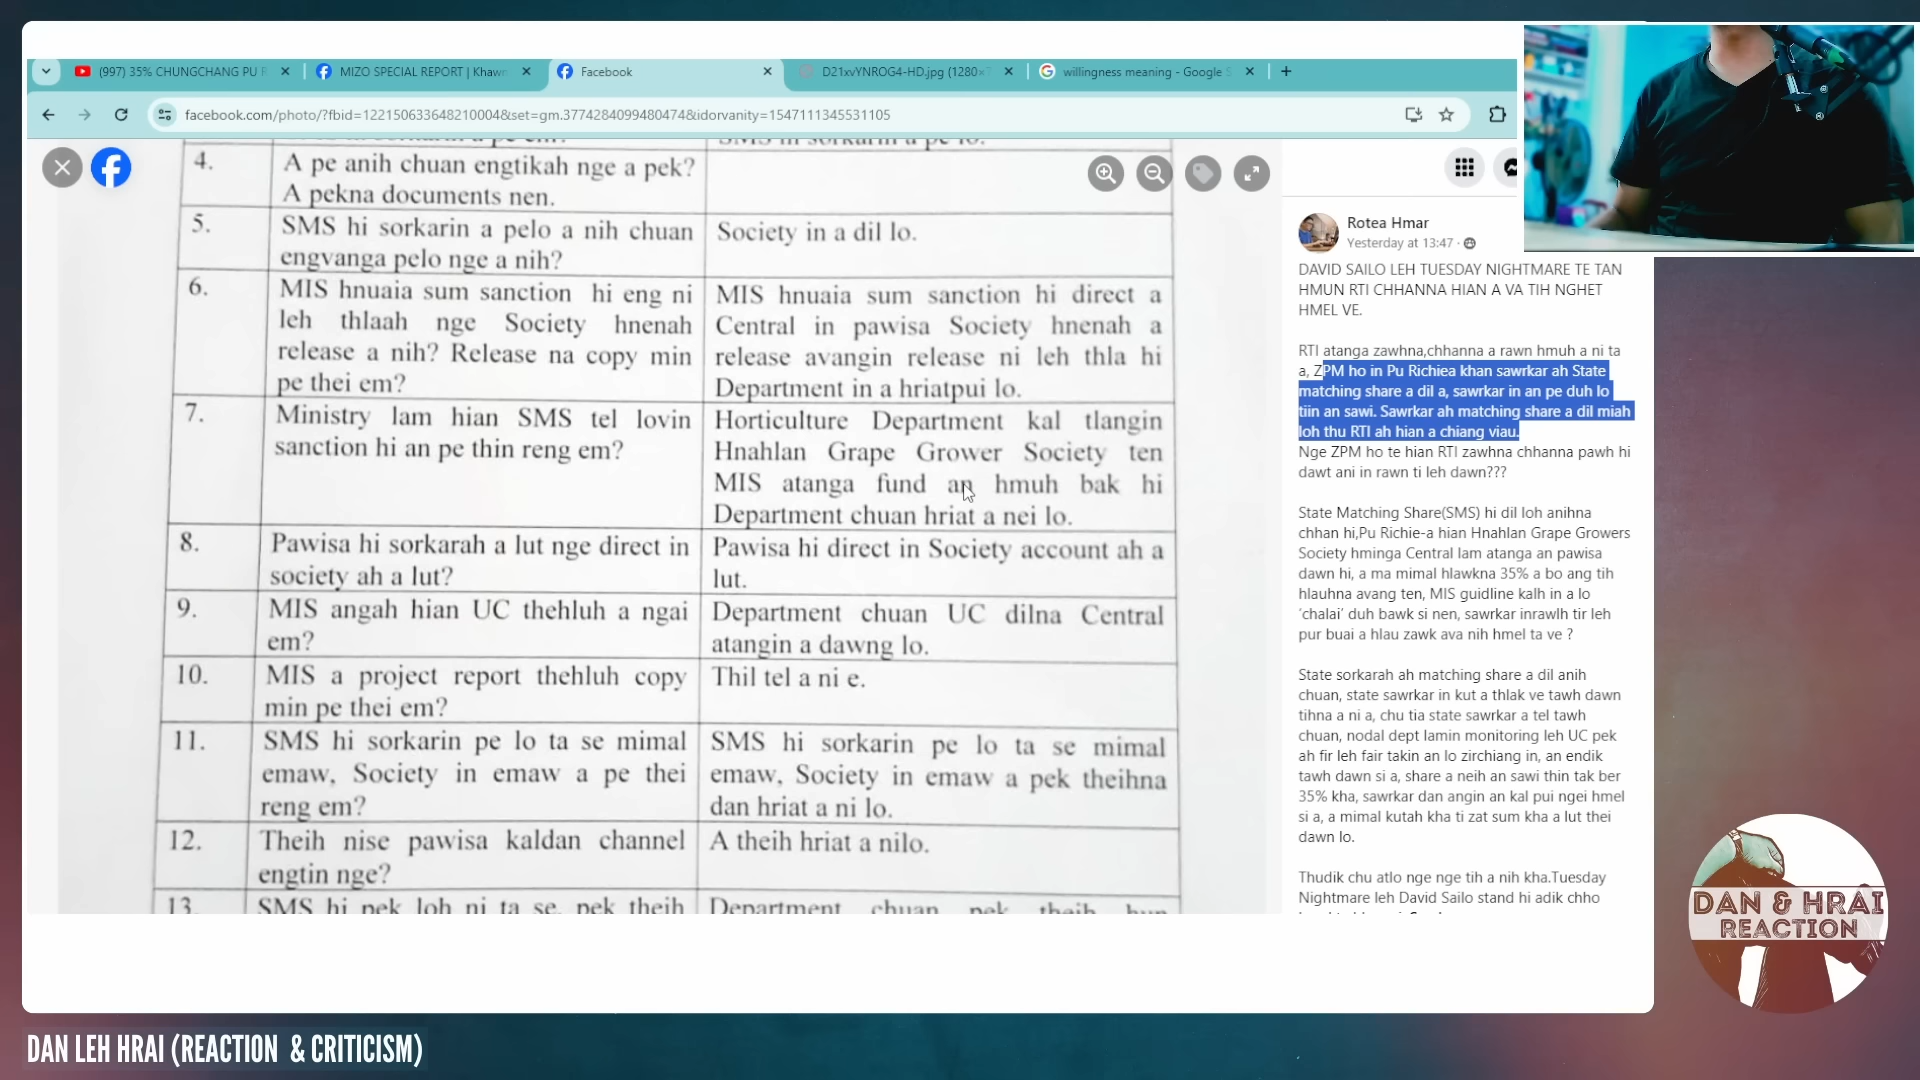 (997) 35% CHUNGCHANG PU R
MIZO SPECIAL REPORT | Khawn
Facebook
D21xvYNROG4-HD.jpg (1280×7
willingness meaning - Google S
facebook.com/photo/?fbid=122150633648210004&set=gm.3774284099480474&idorvanity=1547111345531105
4.
A pe anih chuan engtikah nge a pek?
A pekna documents nen.
5.
SMS hi sorkarin a pelo a nih chuan
engvanga pelo nge a nih?
Society in a dil lo.
6.
MIS hnuaia sum sanction hi eng ni
leh thlaah nge Society hnenah
release a nih? Release na copy min
pe thei em?
MIS hnuaia sum sanction hi direct a
Central in pawisa Society hnenah a
release avangin release ni leh thla hi
Department in a hriatpui lo.
7.
Ministry lam hian SMS tel lovin
sanction hi an pe thin reng em?
Horticulture Department kal tlangin
Hnahlan Grape Grower Society ten
MIS atanga fund an hmuh bak hi
Department chuan hriat a nei lo.
8.
Pawisa hi sorkarah a lut nge direct in
society ah a lut?
Pawisa hi direct in Society account ah a
lut.
9.
MIS angah hian UC thehluh a ngai
em?
Department chuan UC dilna Central
atangin a dawng lo.
10.
MIS a project report thehluh copy
min pe thei em?
Thil tel a ni e.
11.
SMS hi sorkarin pe lo ta se mimal
emaw, Society in emaw a pe thei
reng em?
SMS hi sorkarin pe lo ta se mimal
emaw, Society in emaw a pek theihna
dan hriat a ni lo.
12.
Theih nise pawisa kaldan channel
engtin nge?
A theih hriat a nilo.
13.
SMS hi pek loh ni ta se, pek theih
Department chuan pek theih
Rotea Hmar
Yesterday at 13:47 ·
DAVID SAILO LEH TUESDAY NIGHTMARE TE TAN
HMUN RTI CHHANNA HIAN A VA TIH NGHET
HMEL VE.
RTI atanga zawhna,chhanna a rawn hmuh a ni ta
a, ZPM ho in Pu Richiea khan sawrkar ah State
matching share a dil a, sawrkar in an pe duh lo
tiin an sawi. Sawrkar ah matching share a dil miah
loh thu RTI ah hian a chiang viau.
Nge ZPM ho te hian RTI zawhna chhanna pawh hi
dawt ani in rawn ti leh dawn???
State Matching Share(SMS) hi dil loh anihna
chhan hi,Pu Richie-a hian Hnahlan Grape Growers
Society hminga Central lam atanga an pawisa
dawn hi, a ma mimal hlawkna 35% a bo ang tih
hlauhna avang ten, MIS guidline kalh in a lo
'chalai' duh bawk si nen, sawrkar inrawlh tir leh
pur buai a hlau zawk ava nih hmel ta ve ?
State sorkarah ah matching share a dil anih
chuan, state sawrkar in kut a thlak ve tawh dawn
tihna a ni a, chu tia state sawrkar a tel tawh
chuan, nodal dept lamin monitoring leh UC pek
ah fir leh fair takin an lo zirchiang in, an endik
tawh dawn si a, share a neih an sawi thin tak ber
35% kha, sawrkar dan angin an kal pui ngei hmel
si a, a mimal kutah kha ti zat sum kha a lut thei
dawn lo.
Thudik chu atlo nge nge tih a nih kha.Tuesday
Nightmare leh David Sailo stand hi adik chho
DAN & HRAI
REACTION
DAN LEH HRAI (REACTION & CRITICISM)